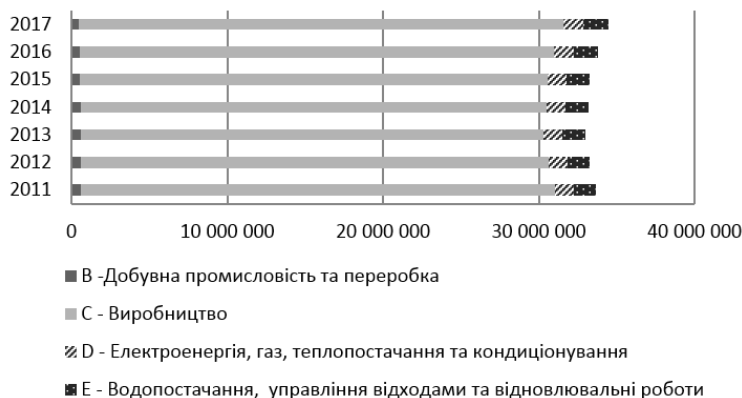 2017
2016
2015
2014
2013
2012
2011
0 10 000 000 20 000 000 30 000 000 40 000 000
В -Добувна промисловість та переробка
С - Виробництво
D - Електроенергія, газ, теплопостачання та кондиціонування
Е - Водопостачання, управління відходами та відновлювальні роботи